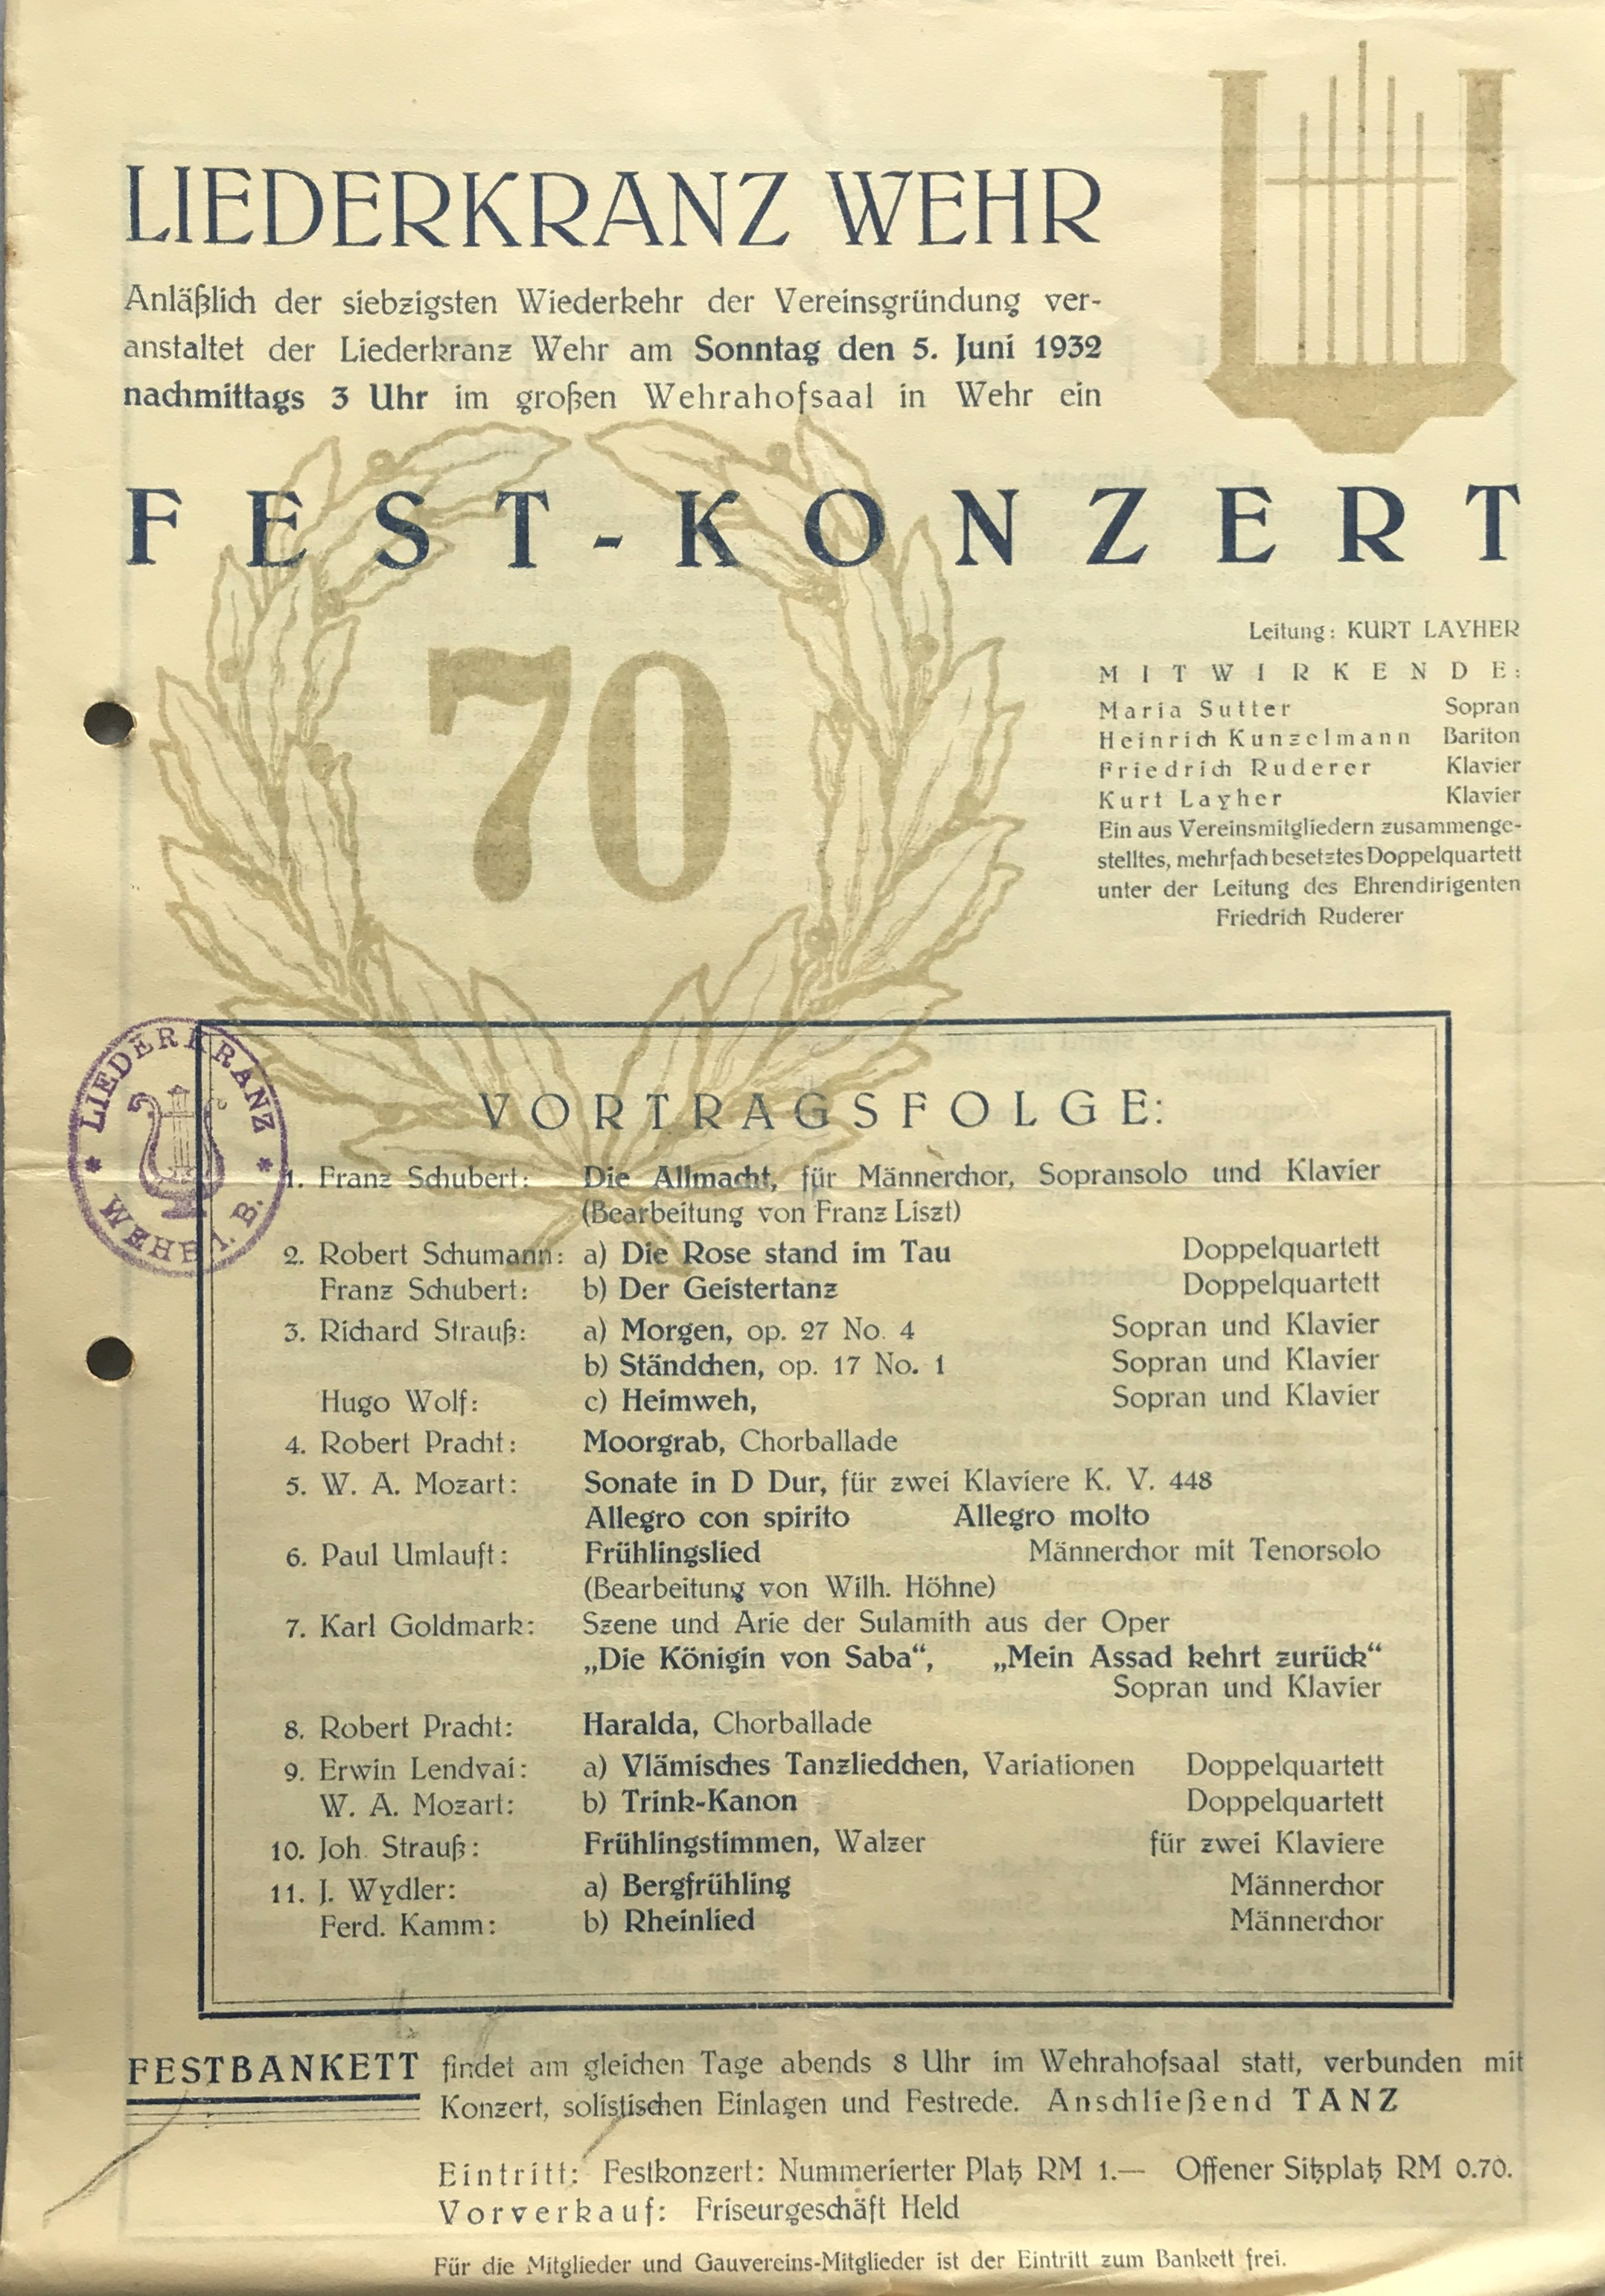 LIEDERKRANZ WEHR
Anläßlich der siebzigsten Wiederkehr der Vereinsgründung ver-
anstaltet der Liederkranz Wehr am Sonntag den 5. Juni 1932
nachmittags 3 Uhr im großen Wehrahofsaal in Wehr ein
FEST-KONZERT
70
Leitung: KURT LAYHER
MITWIRKENDE:
Maria Sutter Sopran
Heinrich Kunzelmann Bariton
Friedrich Ruderer Klavier
Kurt Layher Klavier
Ein aus Vereinsmitgliedern zusammenge-
stelltes, mehrfach besetztes Doppelquartett
unter der Leitung des Ehrendirigenten
Friedrich Ruderer
LIEDERKRANZ
* WEHR I. B. *
VORTRAGSFOLGE:
1. Franz Schubert: Die Allmacht, für Männerchor, Sopransolo und Klavier
(Bearbeitung von Franz Liszt)
2. Robert Schumann: a) Die Rose stand im Tau Doppelquartett
Franz Schubert: b) Der Geistertanz Doppelquartett
3. Richard Strauß: a) Morgen, op. 27 No. 4 Sopran und Klavier
b) Ständchen, op. 17 No. 1 Sopran und Klavier
Hugo Wolf: c) Heimweh, Sopran und Klavier
4. Robert Pracht: Moorgrab, Chorballade
5. W. A. Mozart: Sonate in D Dur, für zwei Klaviere K. V. 448
Allegro con spirito Allegro molto
6. Paul Umlauft: Frühlingslied Männerchor mit Tenorsolo
(Bearbeitung von Wilh. Höhne)
7. Karl Goldmark: Szene und Arie der Sulamith aus der Oper
„Die Königin von Saba“, „Mein Assad kehrt zurück“
Sopran und Klavier
8. Robert Pracht: Haralda, Chorballade
9. Erwin Lendvai: a) Vlämisches Tanzliedchen, Variationen Doppelquartett
W. A. Mozart: b) Trink-Kanon Doppelquartett
10. Joh. Strauß: Frühlingstimmen, Walzer für zwei Klaviere
11. J. Wydler: a) Bergfrühling Männerchor
Ferd. Kamm: b) Rheinlied Männerchor
FESTBANKETT findet am gleichen Tage abends 8 Uhr im Wehrahofsaal statt, verbunden mit
Konzert, solistischen Einlagen und Festrede. Anschließend TANZ
Eintritt: Festkonzert: Nummerierter Platz RM 1.— Offener Sitzplatz RM 0.70.
Vorverkauf: Friseurgeschäft Held
Für die Mitglieder und Gauvereins-Mitglieder ist der Eintritt zum Bankett frei.